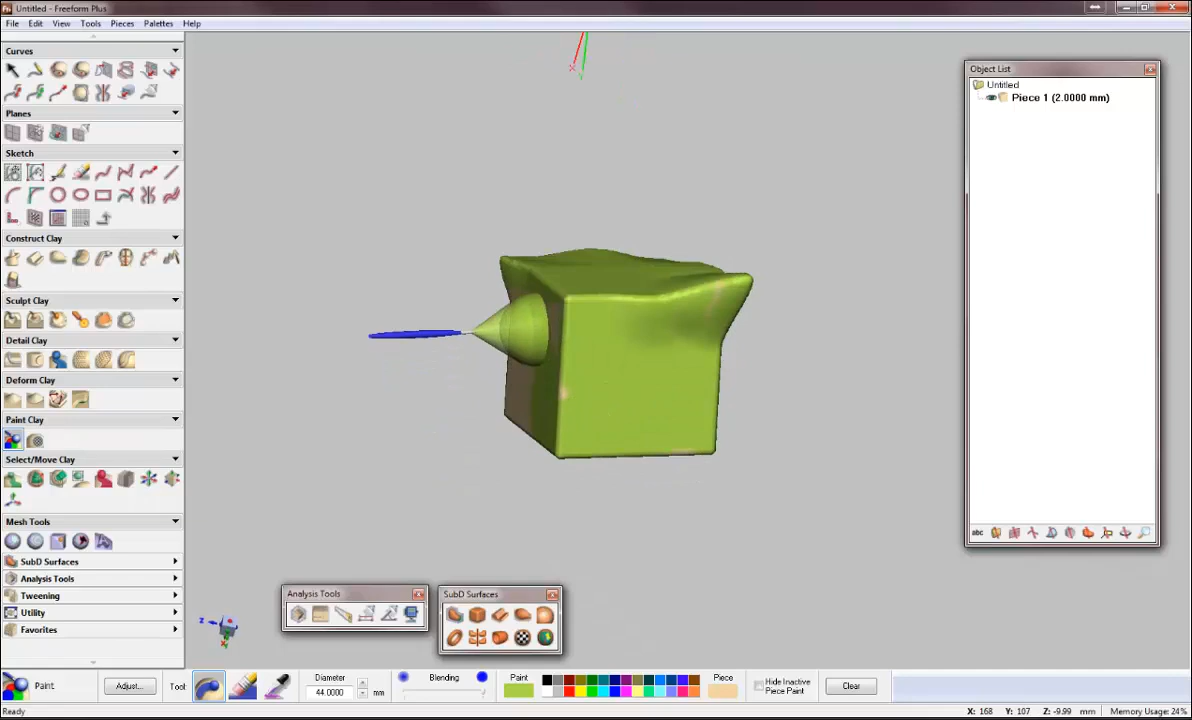 Untitled - Freeform Plus
File Edit View Tools Pieces Palettes Help
Curves
Planes
Sketch
Construct Clay
Sculpt Clay
Detail Clay
Deform Clay
Paint Clay
Select/Move Clay
Mesh Tools
SubD Surfaces
Analysis Tools
Tweening
Utility
Favorites
Object List
Untitled
Piece 1 (2.0000 mm)
abc
Analysis Tools
SubD Surfaces
z
x
Paint
Adjust...
Tool:
Diameter
44.0000 mm
Blending
Paint
Piece
Hide Inactive
Piece Paint
Clear
Ready
X: 168 Y: 107 Z: -9.99 mm Memory Usage: 24%